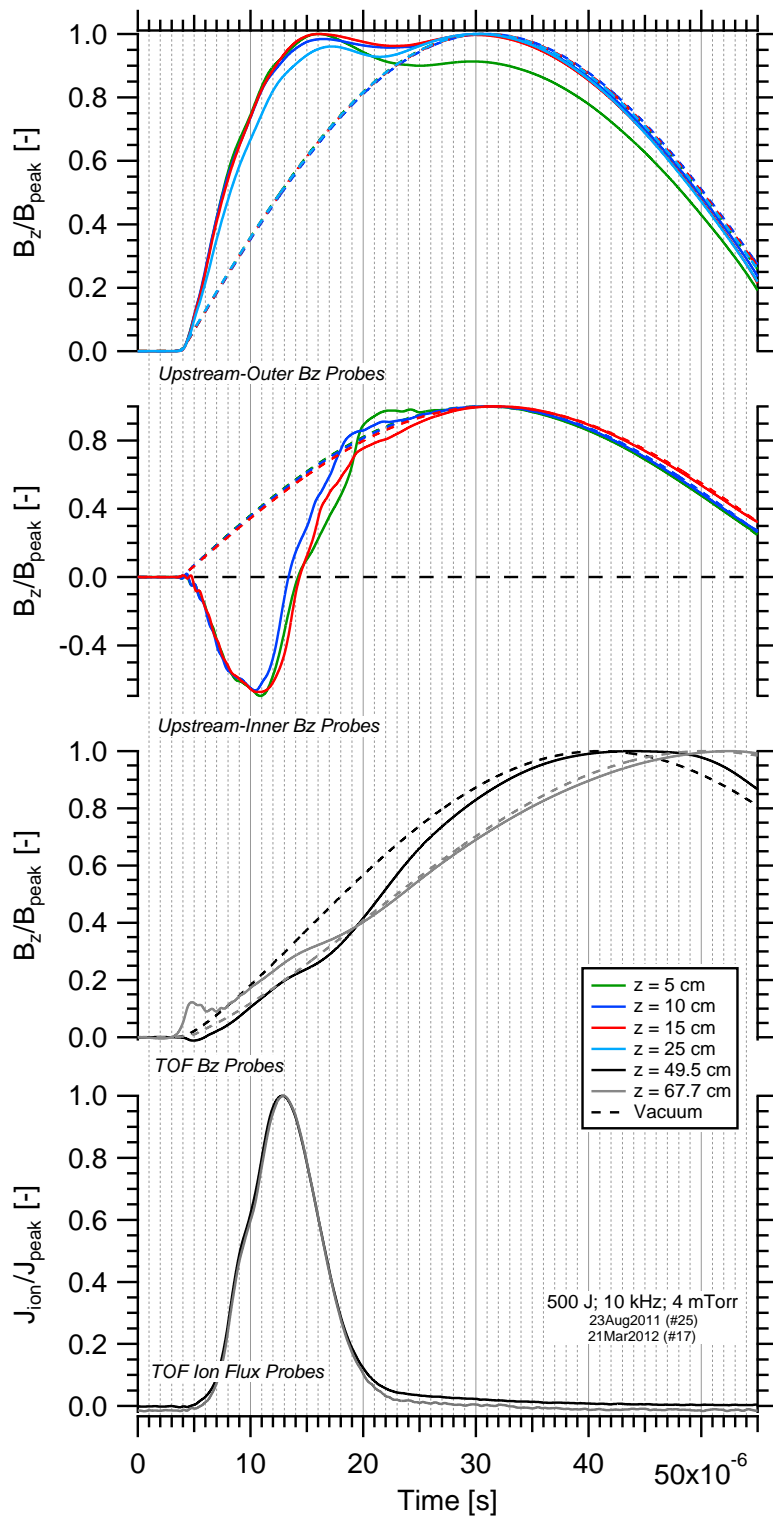 1.0
0.8
0.6
0.4
0.2
0.0
Bz/Bpeak [-]
Upstream-Outer Bz Probes
0.8
0.4
0.0
-0.4
Bz/Bpeak [-]
Upstream-Inner Bz Probes
1.0
0.8
0.6
0.4
0.2
0.0
Bz/Bpeak [-]
TOF Bz Probes
z = 5 cm
z = 10 cm
z = 15 cm
z = 25 cm
z = 49.5 cm
z = 67.7 cm
Vacuum
1.0
0.8
0.6
0.4
0.2
0.0
Jion/Jpeak [-]
500 J; 10 kHz; 4 mTorr
23Aug2011 (#25)
21Mar2012 (#17)
TOF Ion Flux Probes
0 10 20 30 40 50x10-6
Time [s]